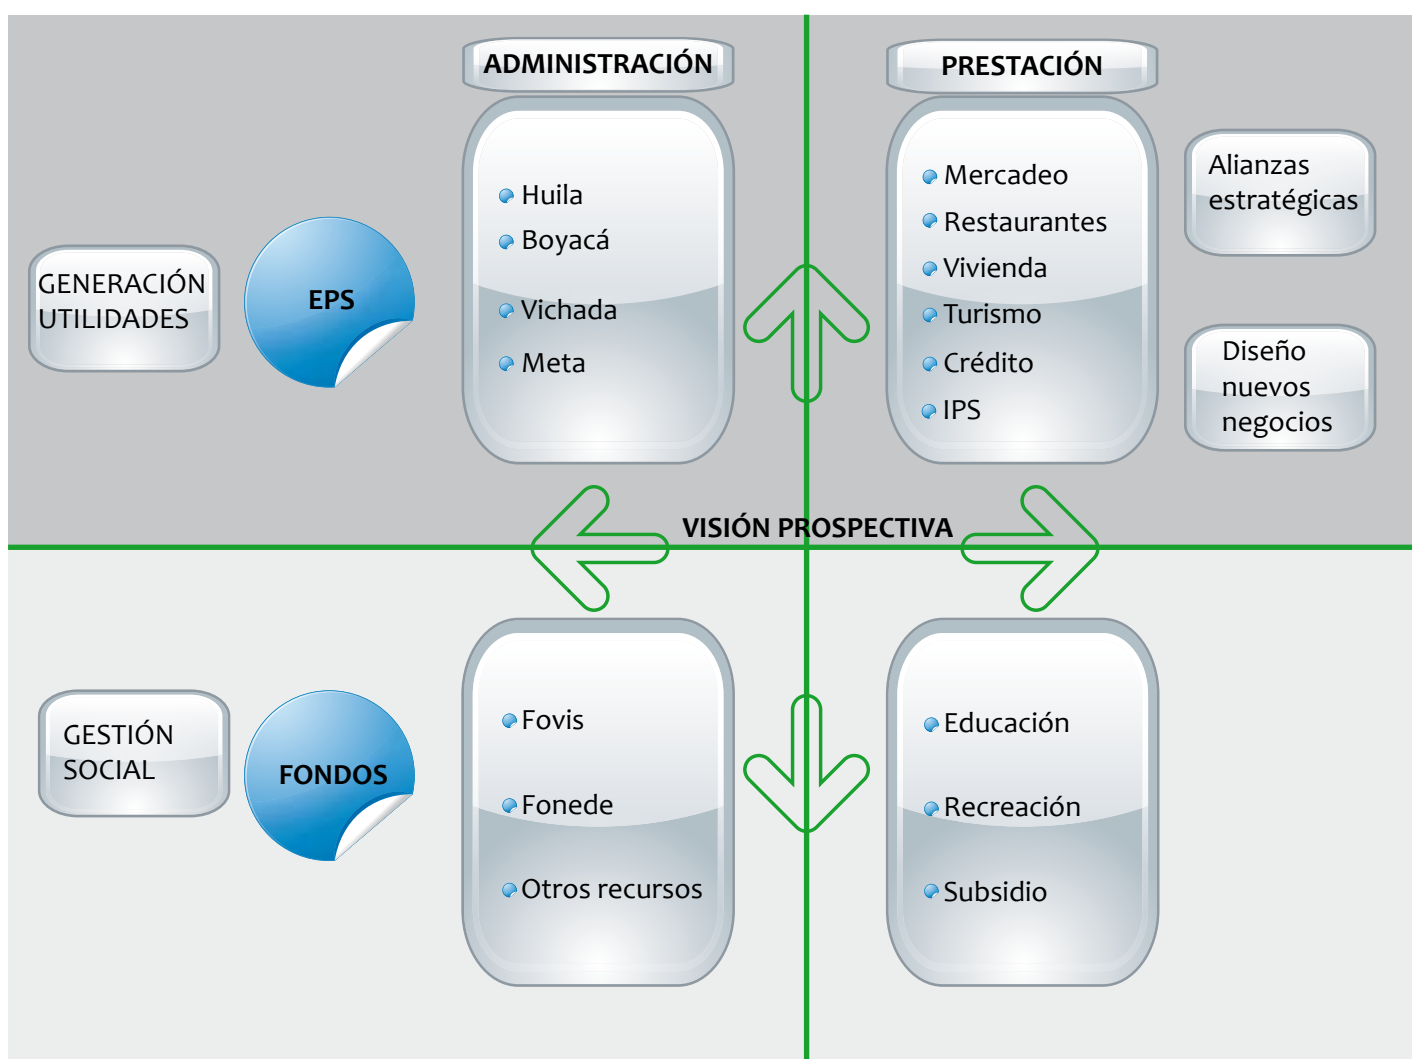 ADMINISTRACIÓN
PRESTACIÓN
GENERACIÓN
UTILIDADES
EPS
Huila
Boyacá
Vichada
Meta
Mercadeo
Restaurantes
Vivienda
Turismo
Crédito
IPS
Alianzas
estratégicas
Diseño
nuevos
negocios
VISIÓN PROSPECTIVA
GESTIÓN
SOCIAL
FONDOS
Fovis
Fonede
Otros recursos
Educación
Recreación
Subsidio